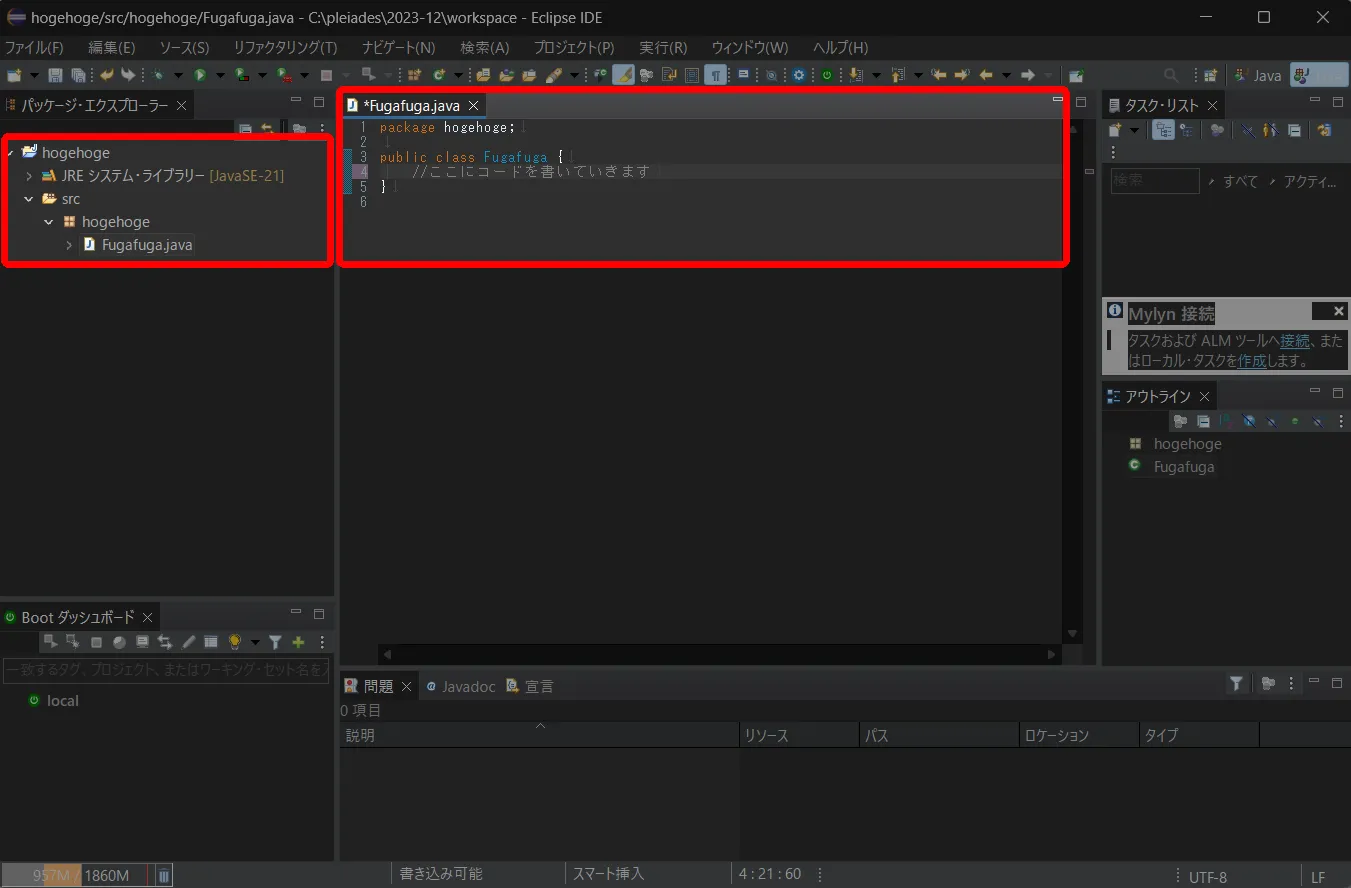 hogehoge/src/hogehoge/Fugafuga.java - C:\pleiades\2023-12\workspace - Eclipse IDE
ファイル(F) 編集(E) ソース(S) リファクタリング(T) ナビゲート(N) 検索(A) プロジェクト(P) 実行(R) ウィンドウ(W) ヘルプ(H)
Java
パッケージ・エクスプローラー
hogehoge
JRE システム・ライブラリー [JavaSE-21]
src
hogehoge
Fugafuga.java
*Fugafuga.java
1 package hogehoge;
2
3 public class Fugafuga {
4 //ここにコードを書いていきます
5 }
6
タスク・リスト
検索 すべて アクティ...
Mylyn 接続
タスクおよび ALM ツールへ接続、また
はローカル・タスクを作成します。
アウトライン
hogehoge
Fugafuga
Boot ダッシュボード
一致するタグ、プロジェクト、またはワーキング・セット名を
local
問題 Javadoc 宣言
0 項目
説明 リソース パス ロケーション タイプ
957M / 1860M 書き込み可能 スマート挿入 4:21:60 UTF-8 LF